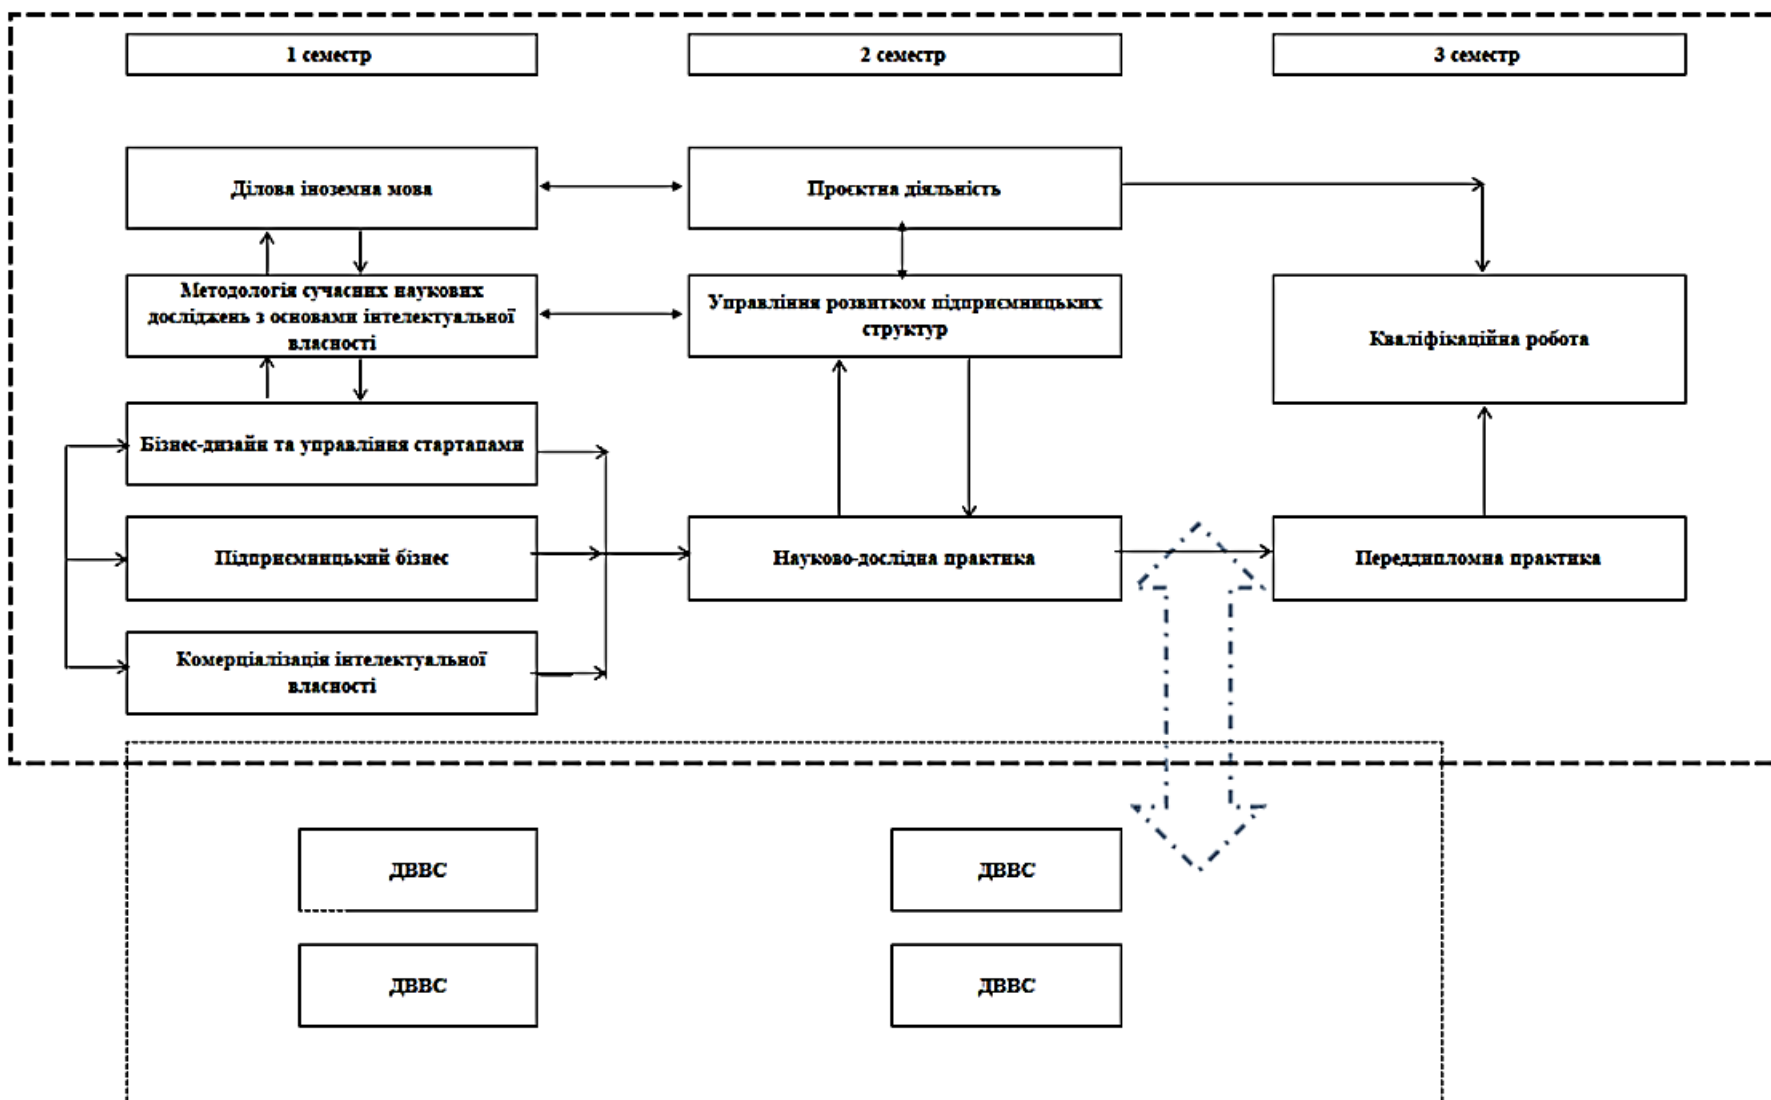 1 семестр
2 семестр
3 семестр
Ділова іноземна мова
Проєктна діяльність
Методологія сучасних наукових
досліджень з основами інтелектуальної
власності
Управління розвитком підприємницьких
структур
Кваліфікаційна робота
Бізнес-дизайн та управління стартапами
Підприємницький бізнес
Науково-дослідна практика
Переддипломна практика
Комерціалізація інтелектуальної
власності
ДВВС
ДВВС
ДВВС
ДВВС